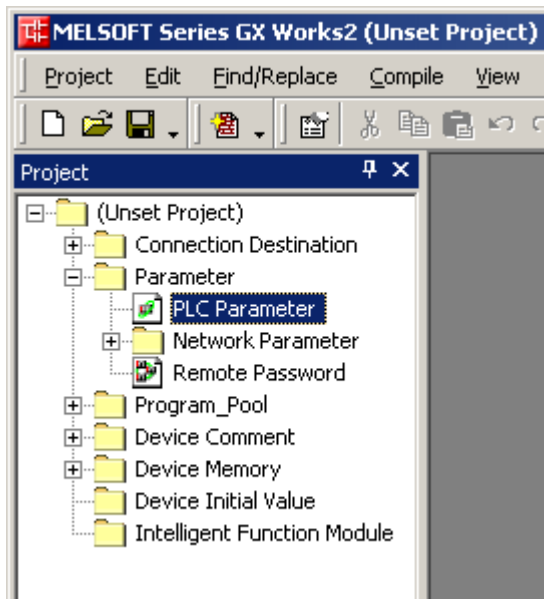 MELSOFT Series GX Works2 (Unset Project)
Project Edit Find/Replace Compile View
Project
(Unset Project)
Connection Destination
Parameter
PLC Parameter
Network Parameter
Remote Password
Program_Pool
Device Comment
Device Memory
Device Initial Value
Intelligent Function Module